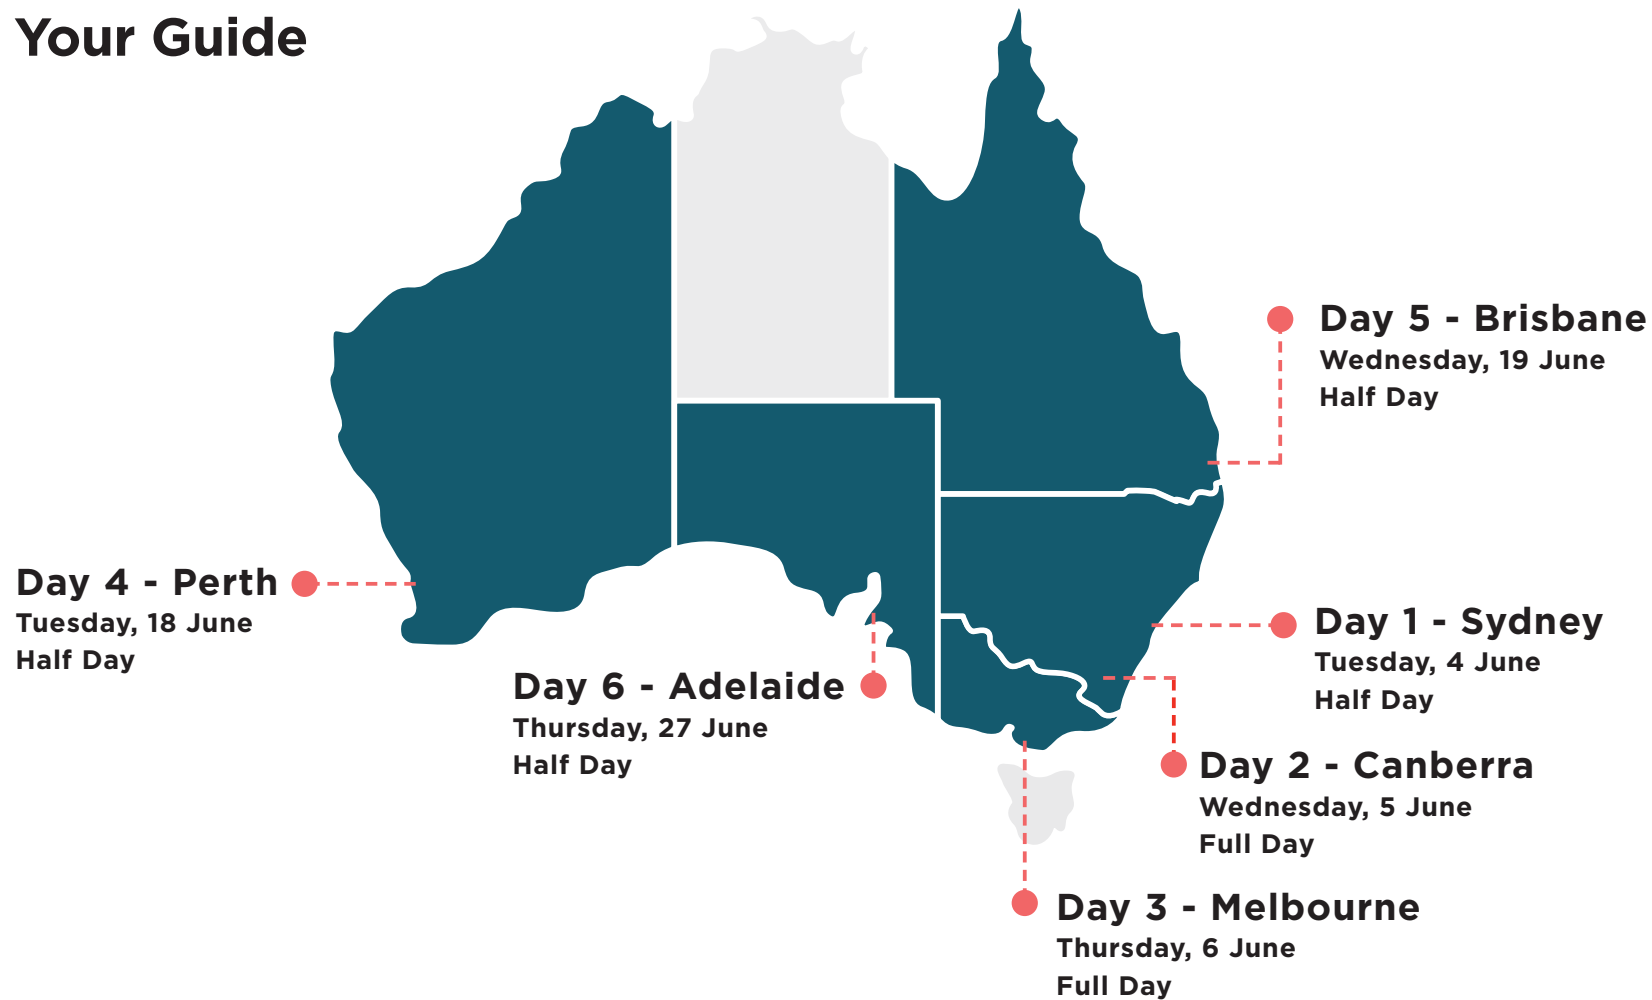 Your Guide
Day 5 - Brisbane
Wednesday, 19 June
Half Day
Day 4 - Perth
Tuesday, 18 June
Half Day
Day 1 - Sydney
Tuesday, 4 June
Half Day
Day 6 - Adelaide
Thursday, 27 June
Half Day
Day 2 - Canberra
Wednesday, 5 June
Full Day
Day 3 - Melbourne
Thursday, 6 June
Full Day